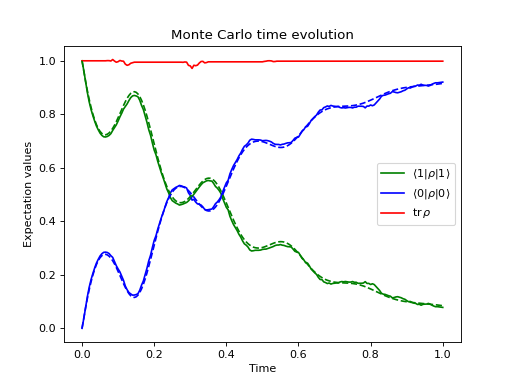 Monte Carlo time evolution
Expectation values
1.0
0.8
0.6
0.4
0.2
0.0
⟨1|ρ|1⟩
⟨0|ρ|0⟩
tr ρ
0.0 0.2 0.4 0.6 0.8 1.0
Time